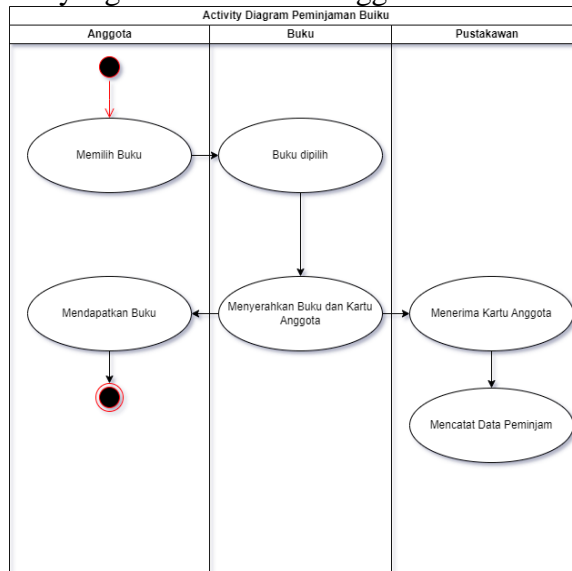 Activity Diagram Peminjaman Buiku
Anggota
Buku
Pustakawan
Memilih Buku
Buku dipilih
Mendapatkan Buku
Menyerahkan Buku dan Kartu
Anggota
Menerima Kartu Anggota
Mencatat Data Peminjam